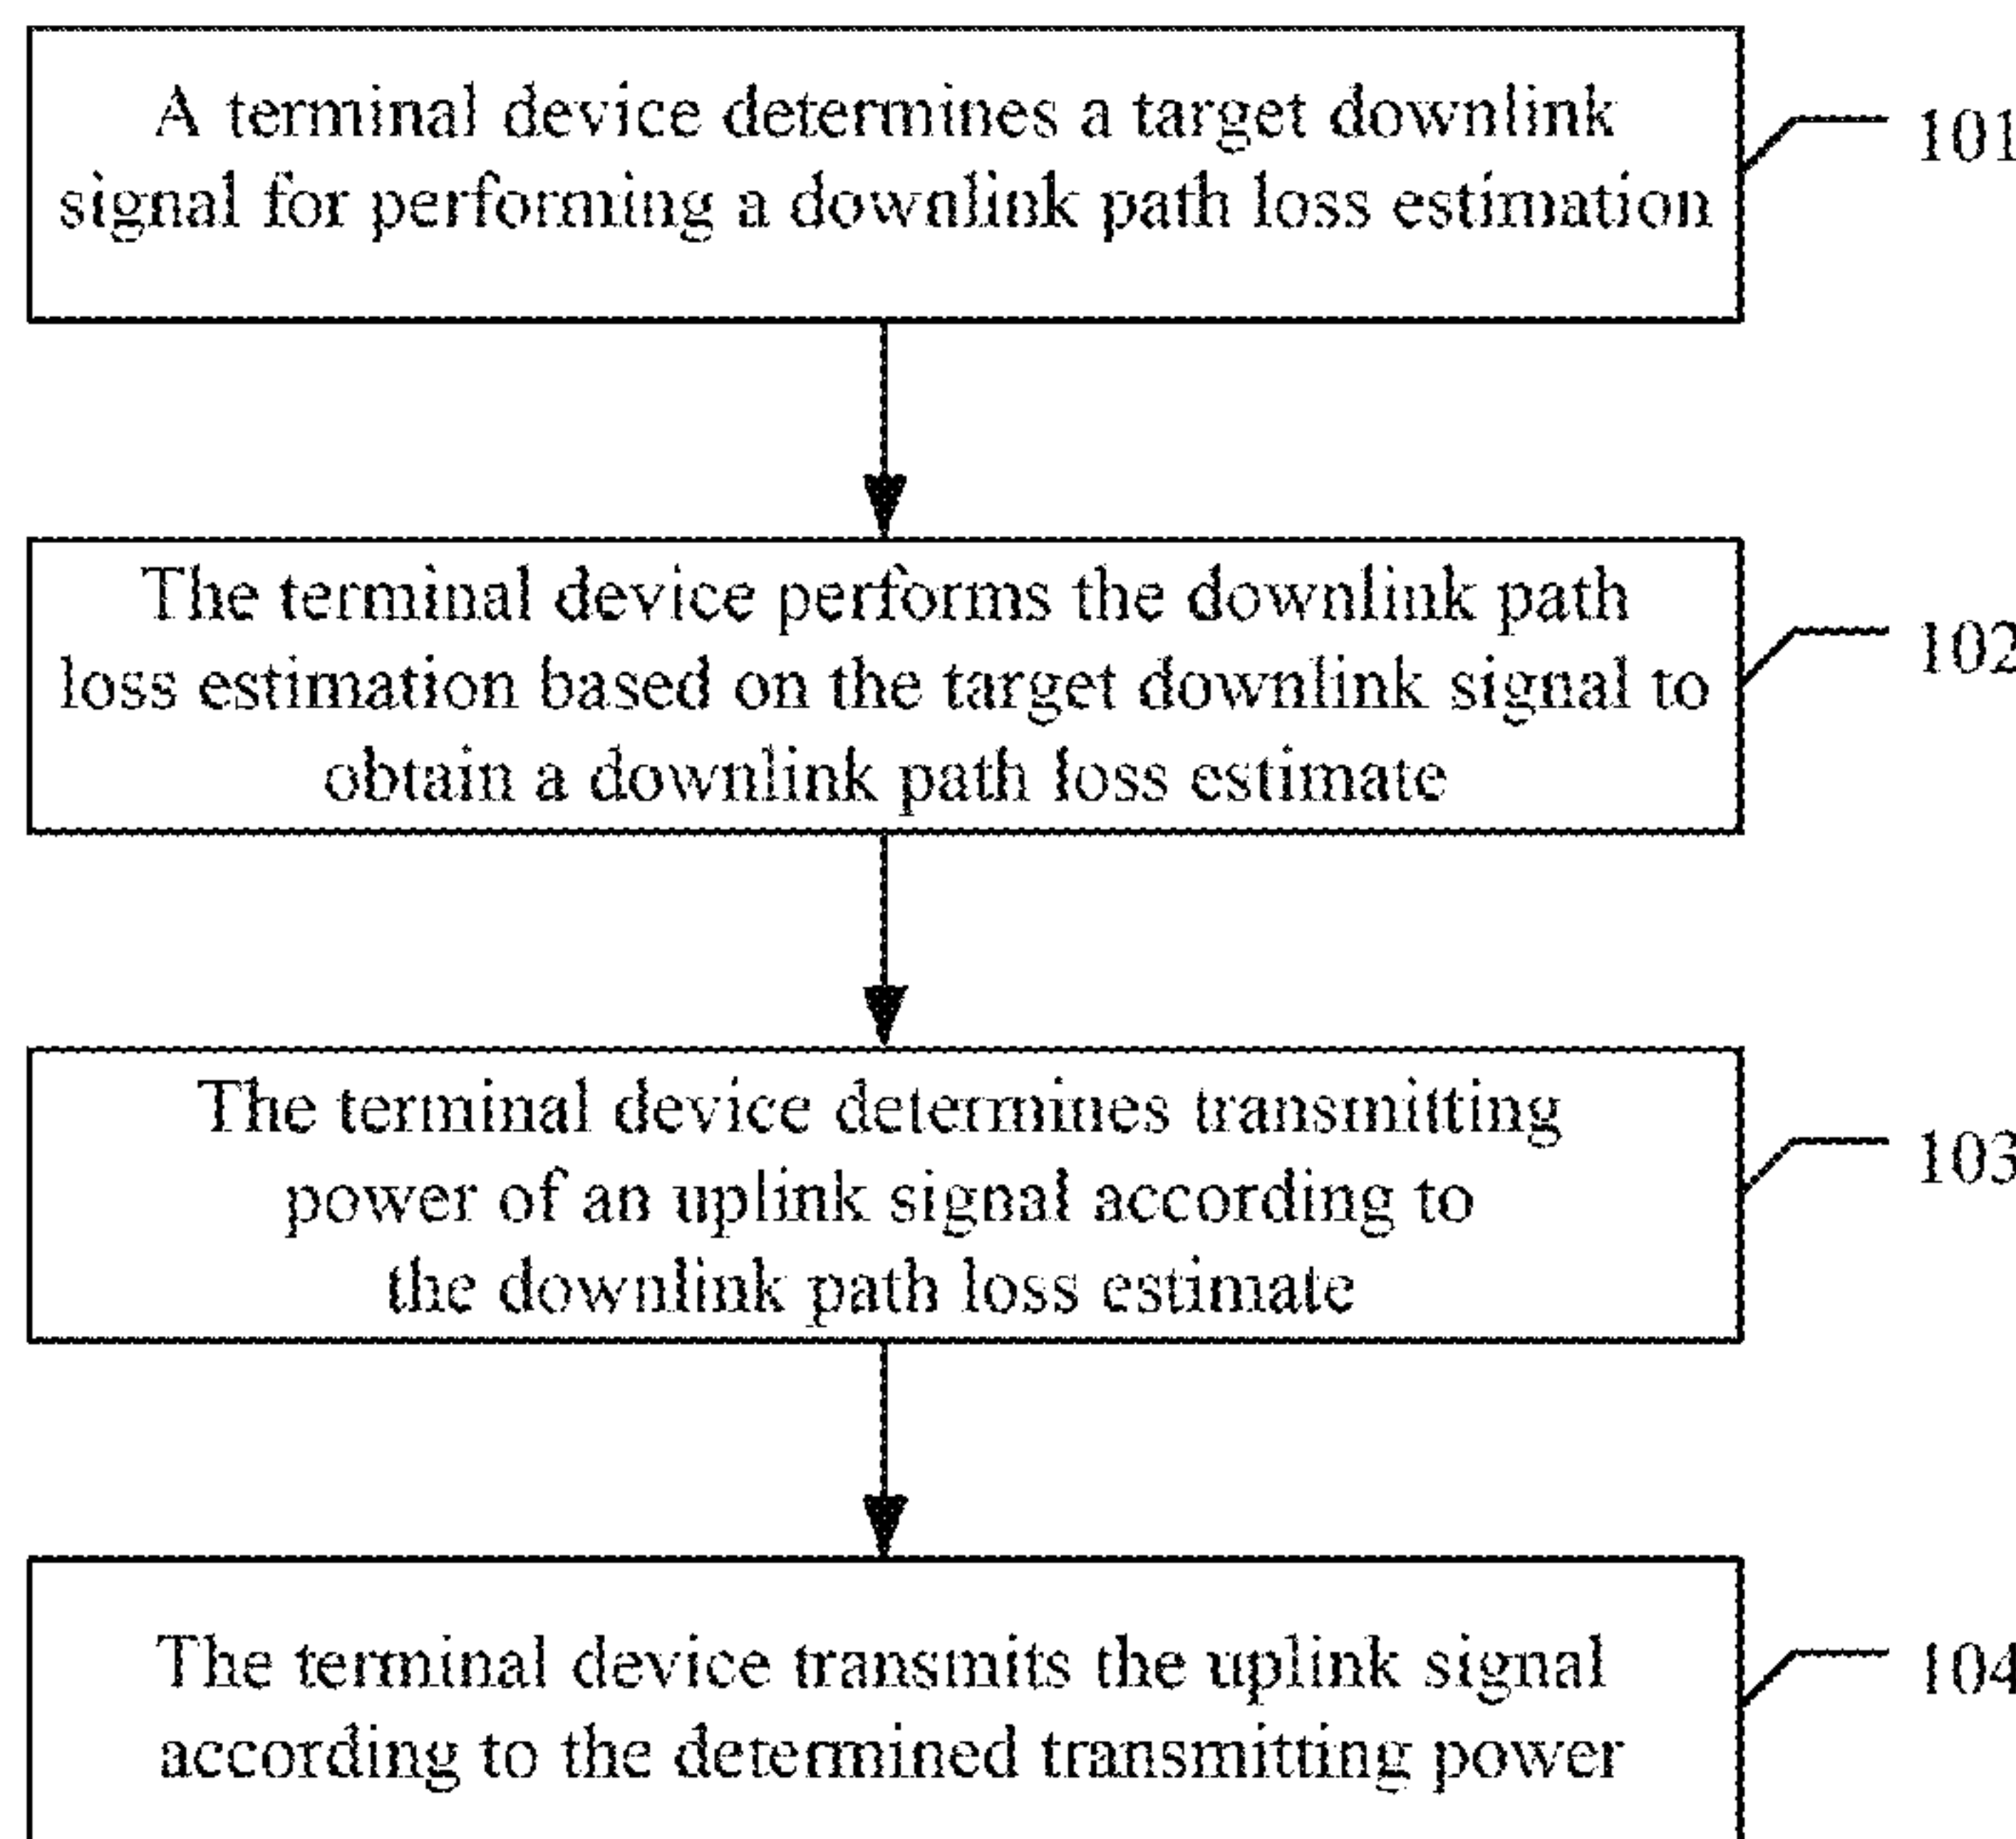 A terminal device determines a target downlink
signal for performing a downlink path loss estimation
101
The terminal device performs the downlink path
loss estimation based on the target downlink signal to
obtain a downlink path loss estimate
102
The terminal device determines transmitting
power of an uplink signal according to
the downlink path loss estimate
103
The terminal device transmits the uplink signal
according to the determined transmitting power
104